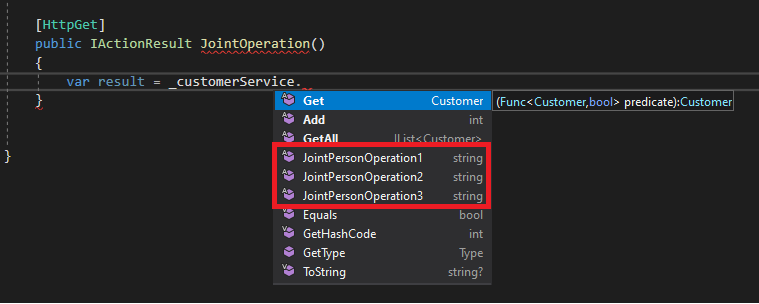 [HttpGet]
public IActionResult JointOperation()
{
var result = _customerService.
}
}
Get Customer (Func<Customer,bool> predicate):Customer
Add int
GetAll IList<Customer>
JointPersonOperation1 string
JointPersonOperation2 string
JointPersonOperation3 string
Equals bool
GetHashCode int
GetType Type
ToString string?